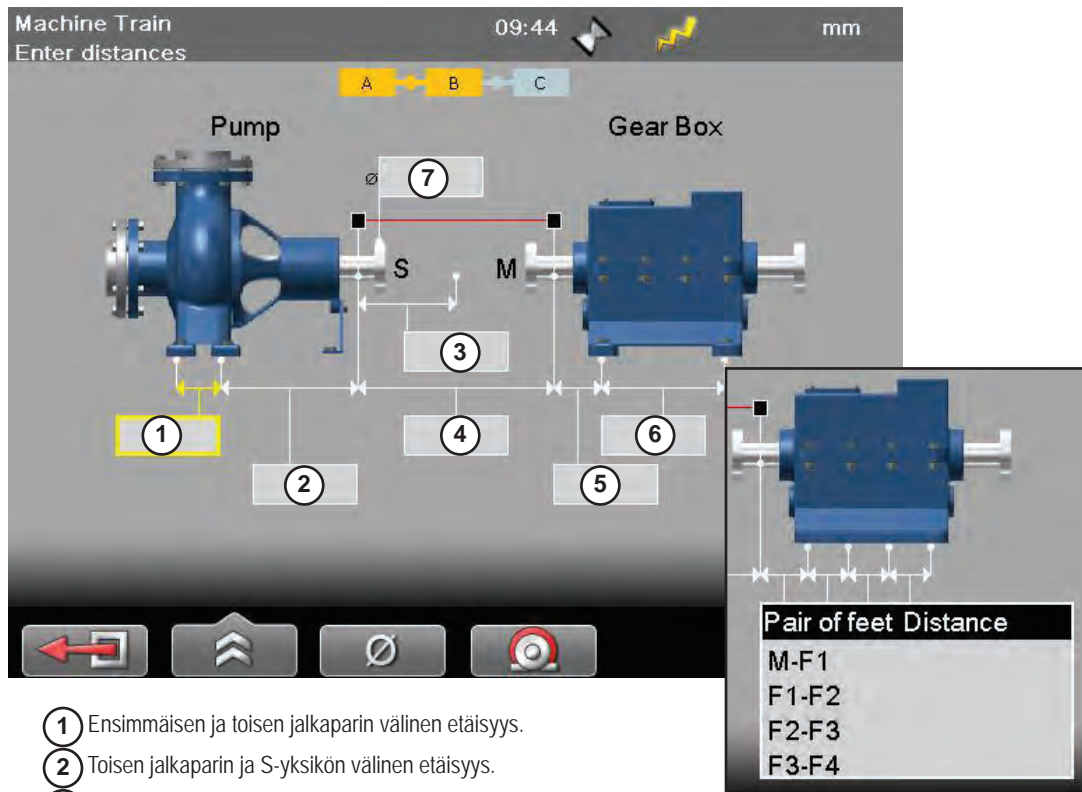 Machine Train 09:44 mm
Enter distances
A B C
Pump Gear Box
Ø 7
S M
3
1 4 6
2 5
Ø
Pair of feet Distance
M-F1
F1-F2
F2-F3
F3-F4
1 Ensimmäisen ja toisen jalkaparin välinen etäisyys.
2 Toisen jalkaparin ja S-yksikön välinen etäisyys.